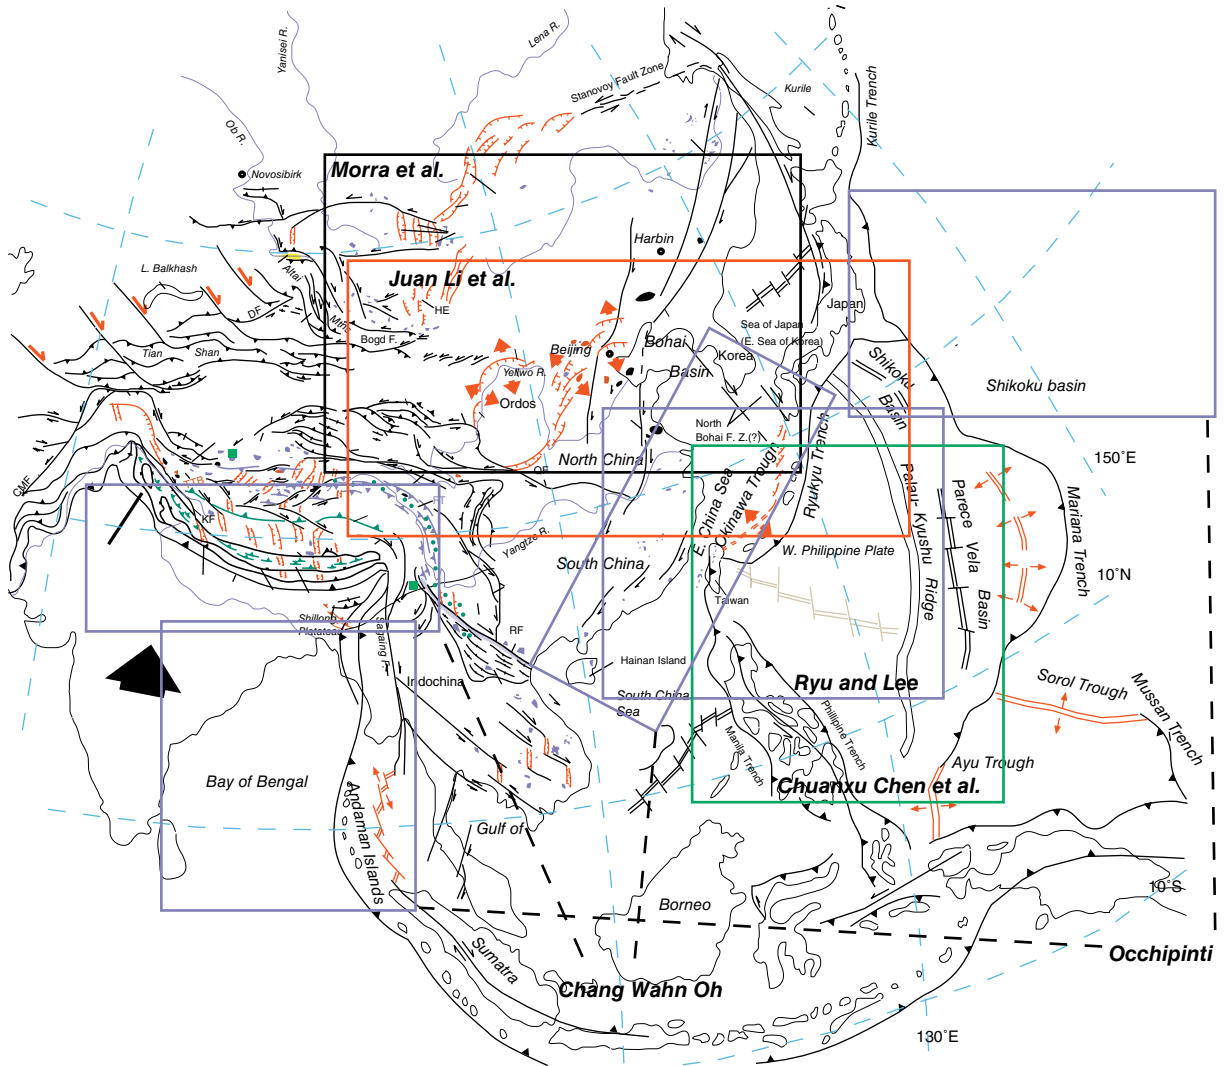 Yanisei R.
Lena R.
Stanovoy Fault Zone
Kurile
Kurile Trench
Ob R.
Novosibirk
Morra et al.
Harbin
L. Balkhash
Altai
Juan Li et al.
HE
DF
Bogd F.
Japan
Sea of Japan
(E. Sea of Korea)
Tian
Shan
Beijing
Bohai
Basin
Korea
Shikoku
Basin
Shikoku basin
Ordos
North
Bohai F. Z.(?)
North China
150˚E
CMF
KF
Okinawa Trough
E. China Sea
Ryukyu Trench
Palau-
Kyushu
Ridge
Parece
Vela
Basin
Mariana Trench
Yangtze R.
South China
W. Philippine Plate
10˚N
Taiwan
Shillong
RF
Sagaing F.
Hainan Island
Indochina
South China
Sea
Ryu and Lee
Sorol Trough
Mussan Trench
Manila Trench
Phillipine Trench
Ayu Trough
Bay of Bengal
Chuanxu Chen et al.
Andaman Islands
Gulf of
10˚S
Borneo
Sumatra
Occhipinti
Chang Wahn Oh
130˚E